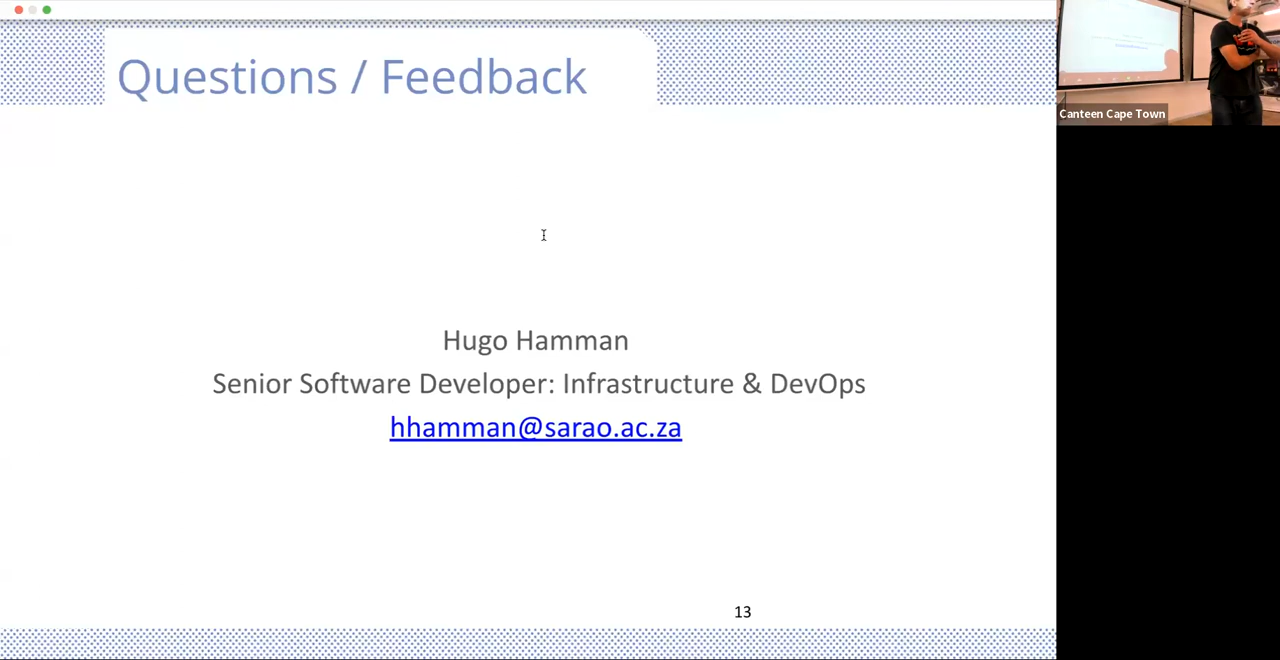 Questions / Feedback
Canteen Cape Town
Hugo Hamman
Senior Software Developer: Infrastructure & DevOps
hhamman@sarao.ac.za
13